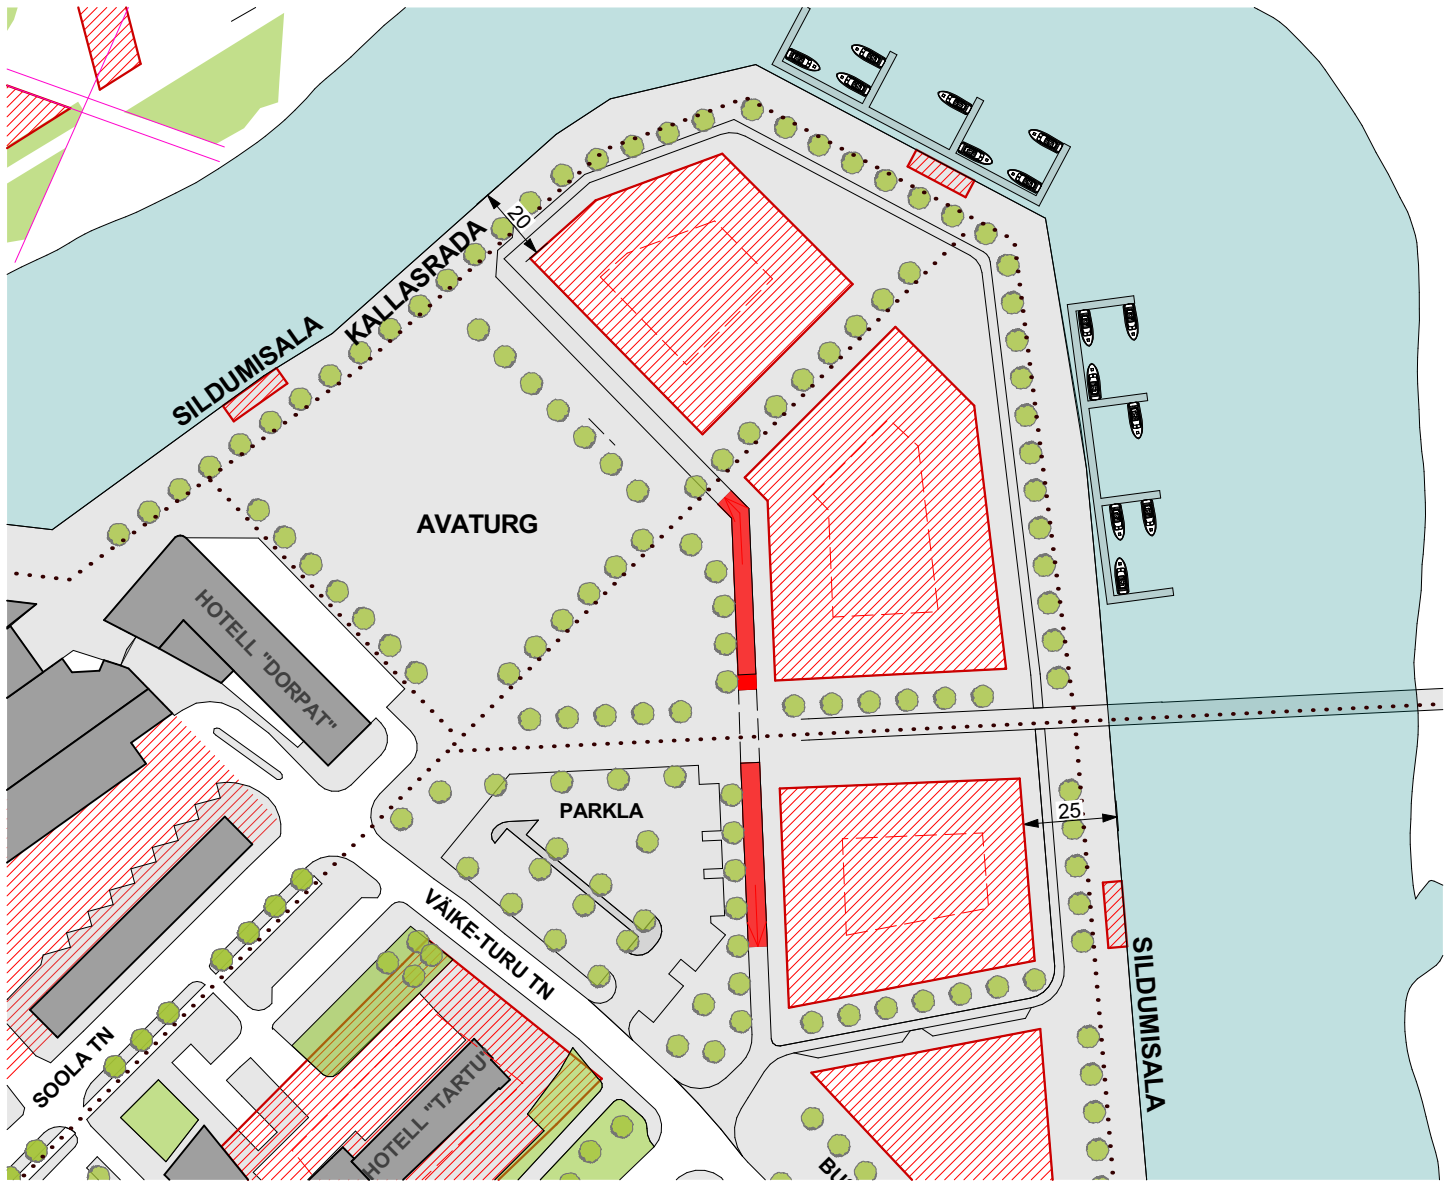 20
KALLASRADA
SILDUMISALA
AVATURG
HOTELL "DORPAT"
PARKLA
25
VÄIKE-TURU TN
SILDUMISALA
SOOLA TN
HOTELL "TARTU"